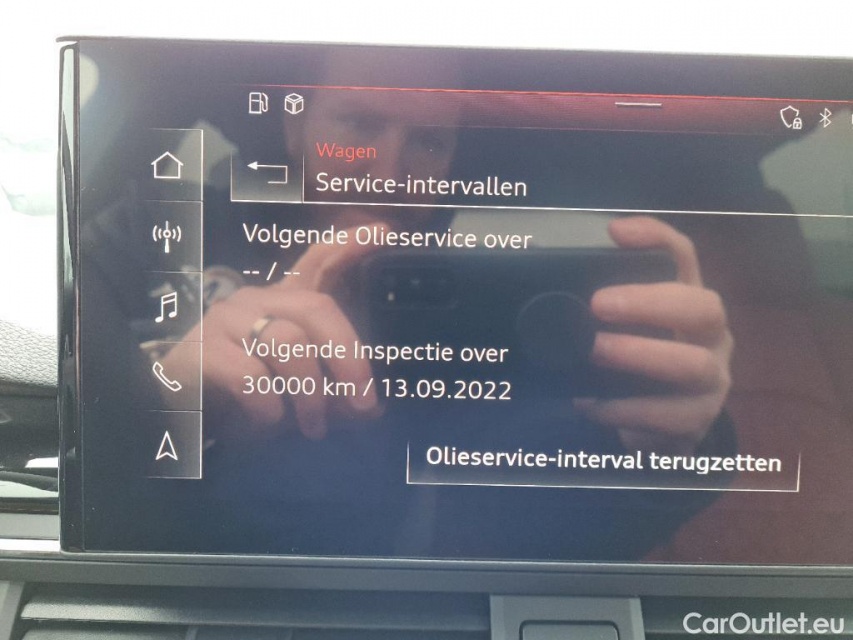 Wagen
Service-intervallen
Volgende Olieservice over
-- / --
Volgende Inspectie over
30000 km / 13.09.2022
Olieservice-interval terugzetten
CarOutlet.eu